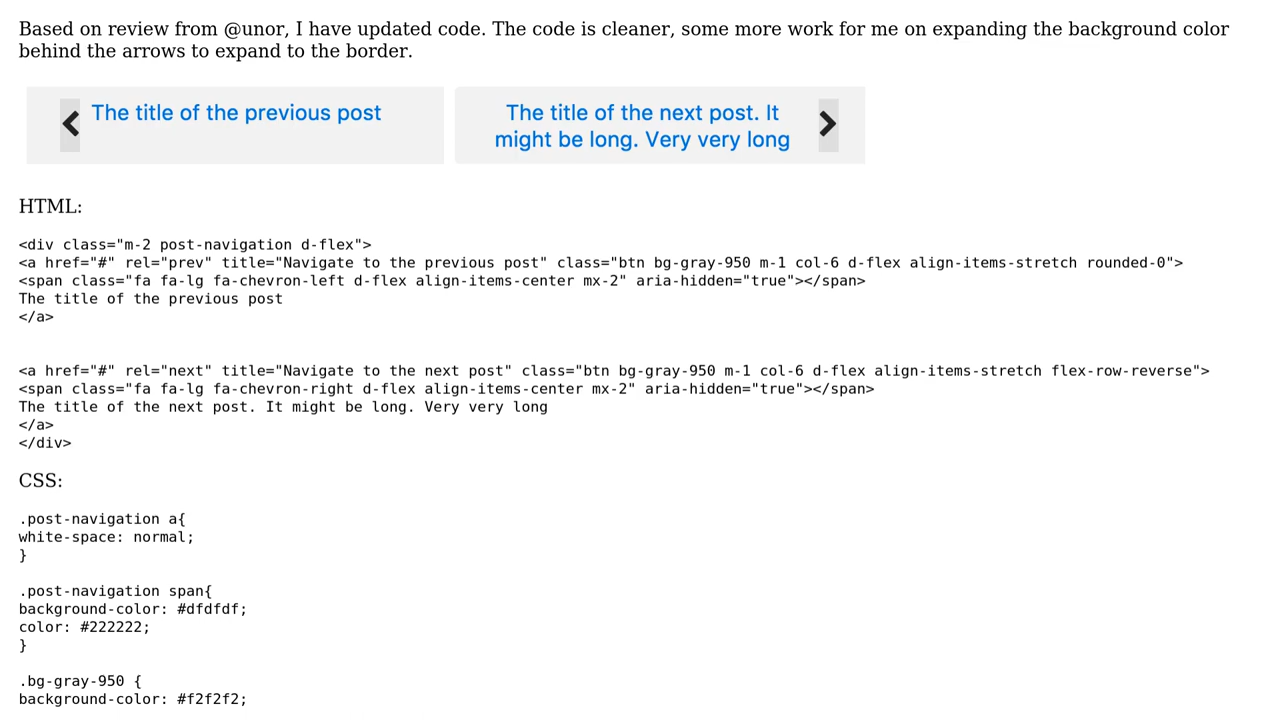 Based on review from @unor, I have updated code. The code is cleaner, some more work for me on expanding the background color
behind the arrows to expand to the border.
The title of the previous post
The title of the next post. It
might be long. Very very long
HTML:
<div class="m-2 post-navigation d-flex">
<a href="#" rel="prev" title="Navigate to the previous post" class="btn bg-gray-950 m-1 col-6 d-flex align-items-stretch rounded-0">
<span class="fa fa-lg fa-chevron-left d-flex align-items-center mx-2" aria-hidden="true"></span>
The title of the previous post
</a>
<a href="#" rel="next" title="Navigate to the next post" class="btn bg-gray-950 m-1 col-6 d-flex align-items-stretch flex-row-reverse">
<span class="fa fa-lg fa-chevron-right d-flex align-items-center mx-2" aria-hidden="true"></span>
The title of the next post. It might be long. Very very long
</a>
</div>
CSS:
.post-navigation a{
white-space: normal;
}
.post-navigation span{
background-color: #dfdfdf;
color: #222222;
}
.bg-gray-950 {
background-color: #f2f2f2;